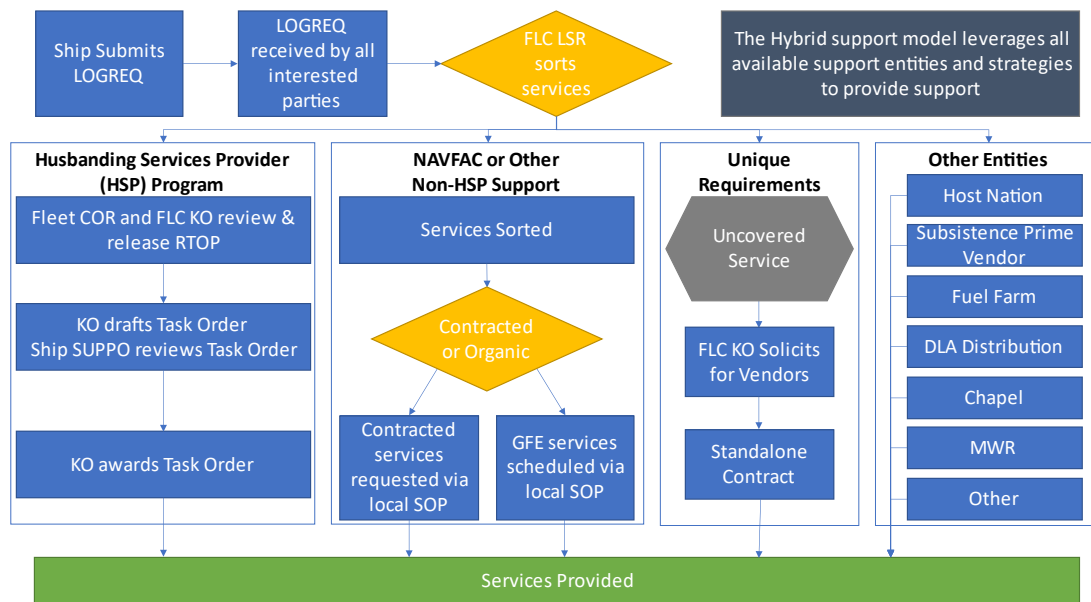 Ship Submits
LOGREQ
LOGREQ
received by all
interested
parties
FLC LSR
sorts
services
The Hybrid support model leverages all
available support entities and strategies
to provide support
Husbanding Services Provider
(HSP) Program
Fleet COR and FLC KO review &
release RTOP
KO drafts Task Order
Ship SUPPO reviews Task Order
KO awards Task Order
NAVFAC or Other
Non-HSP Support
Services Sorted
Contracted
or Organic
Contracted
services
requested via
local SOP
GFE services
scheduled via
local SOP
Unique
Requirements
Uncovered
Service
FLC KO Solicits
for Vendors
Standalone
Contract
Other Entities
Host Nation
Subsistence Prime
Vendor
Fuel Farm
DLA Distribution
Chapel
MWR
Other
Services Provided